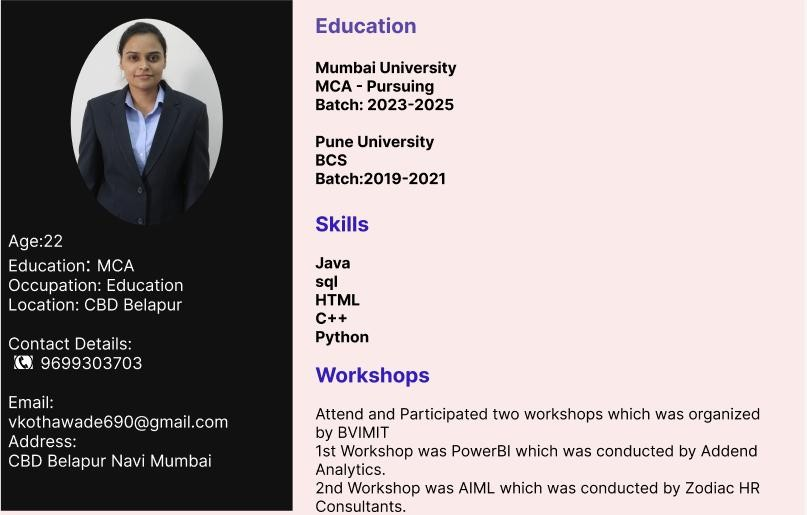 Age:22
Education: MCA
Occupation: Education
Location: CBD Belapur
Contact Details:
9699303703
Email:
vkothawade690@gmail.com
Address:
CBD Belapur Navi Mumbai
Education
Mumbai University
MCA - Pursuing
Batch: 2023-2025
Pune University
BCS
Batch:2019-2021
Skills
Java
sql
HTML
C++
Python
Workshops
Attend and Participated two workshops which was organized
by BVIMIT
1st Workshop was PowerBI which was conducted by Addend
Analytics.
2nd Workshop was AIML which was conducted by Zodiac HR
Consultants.